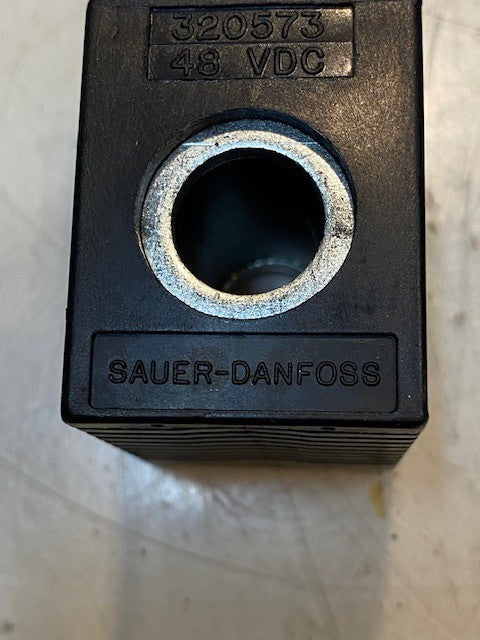 320573
48 VDC
SAUER-DANFOSS